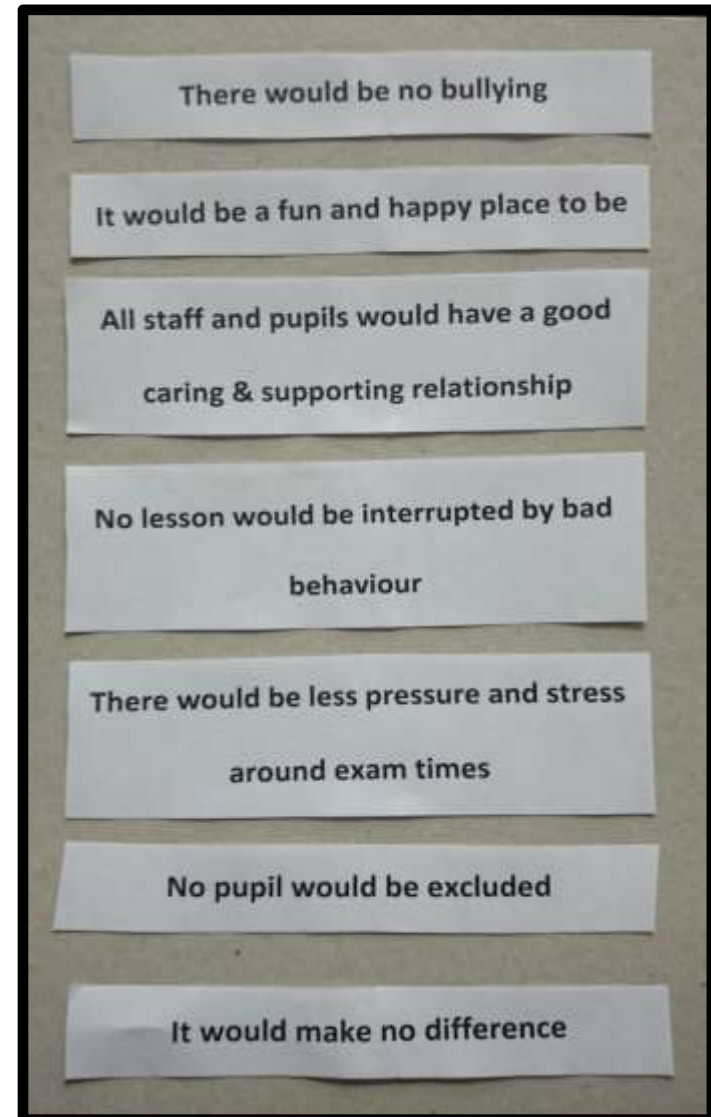 There would be no bullying
It would be a fun and happy place to be
All staff and pupils would have a good
caring & supporting relationship
No lesson would be interrupted by bad
behaviour
There would be less pressure and stress
around exam times
No pupil would be excluded
It would make no difference